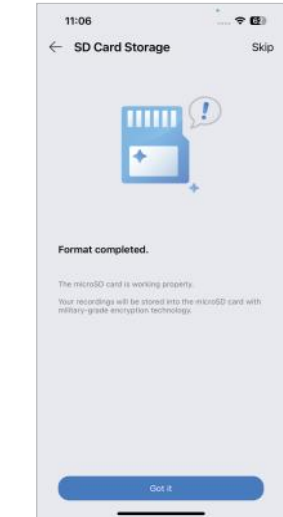 11:06
62
SD Card Storage
Skip
Format completed.
The microSD card is working properly.
Your recordings will be stored into the microSD card with
military-grade encryption technology.
Got it